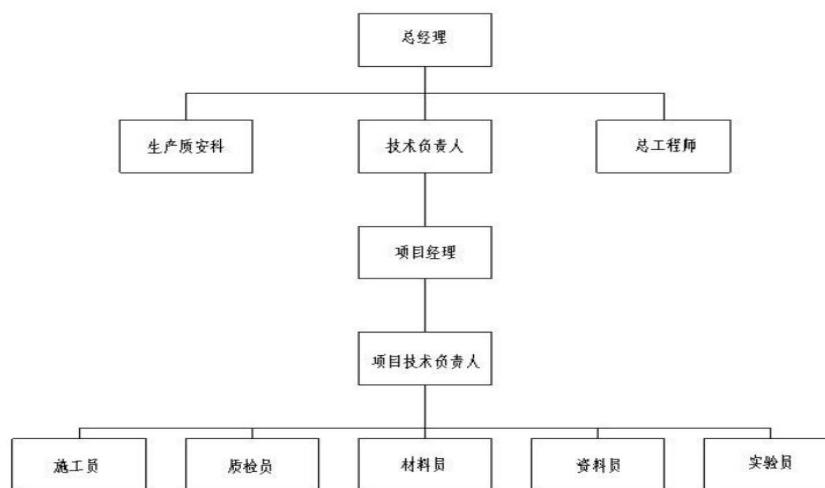 总经理
生产质安科
技术负责人
总工程师
项目经理
项目技术负责人
施工员
质检员
材料员
资料员
实验员